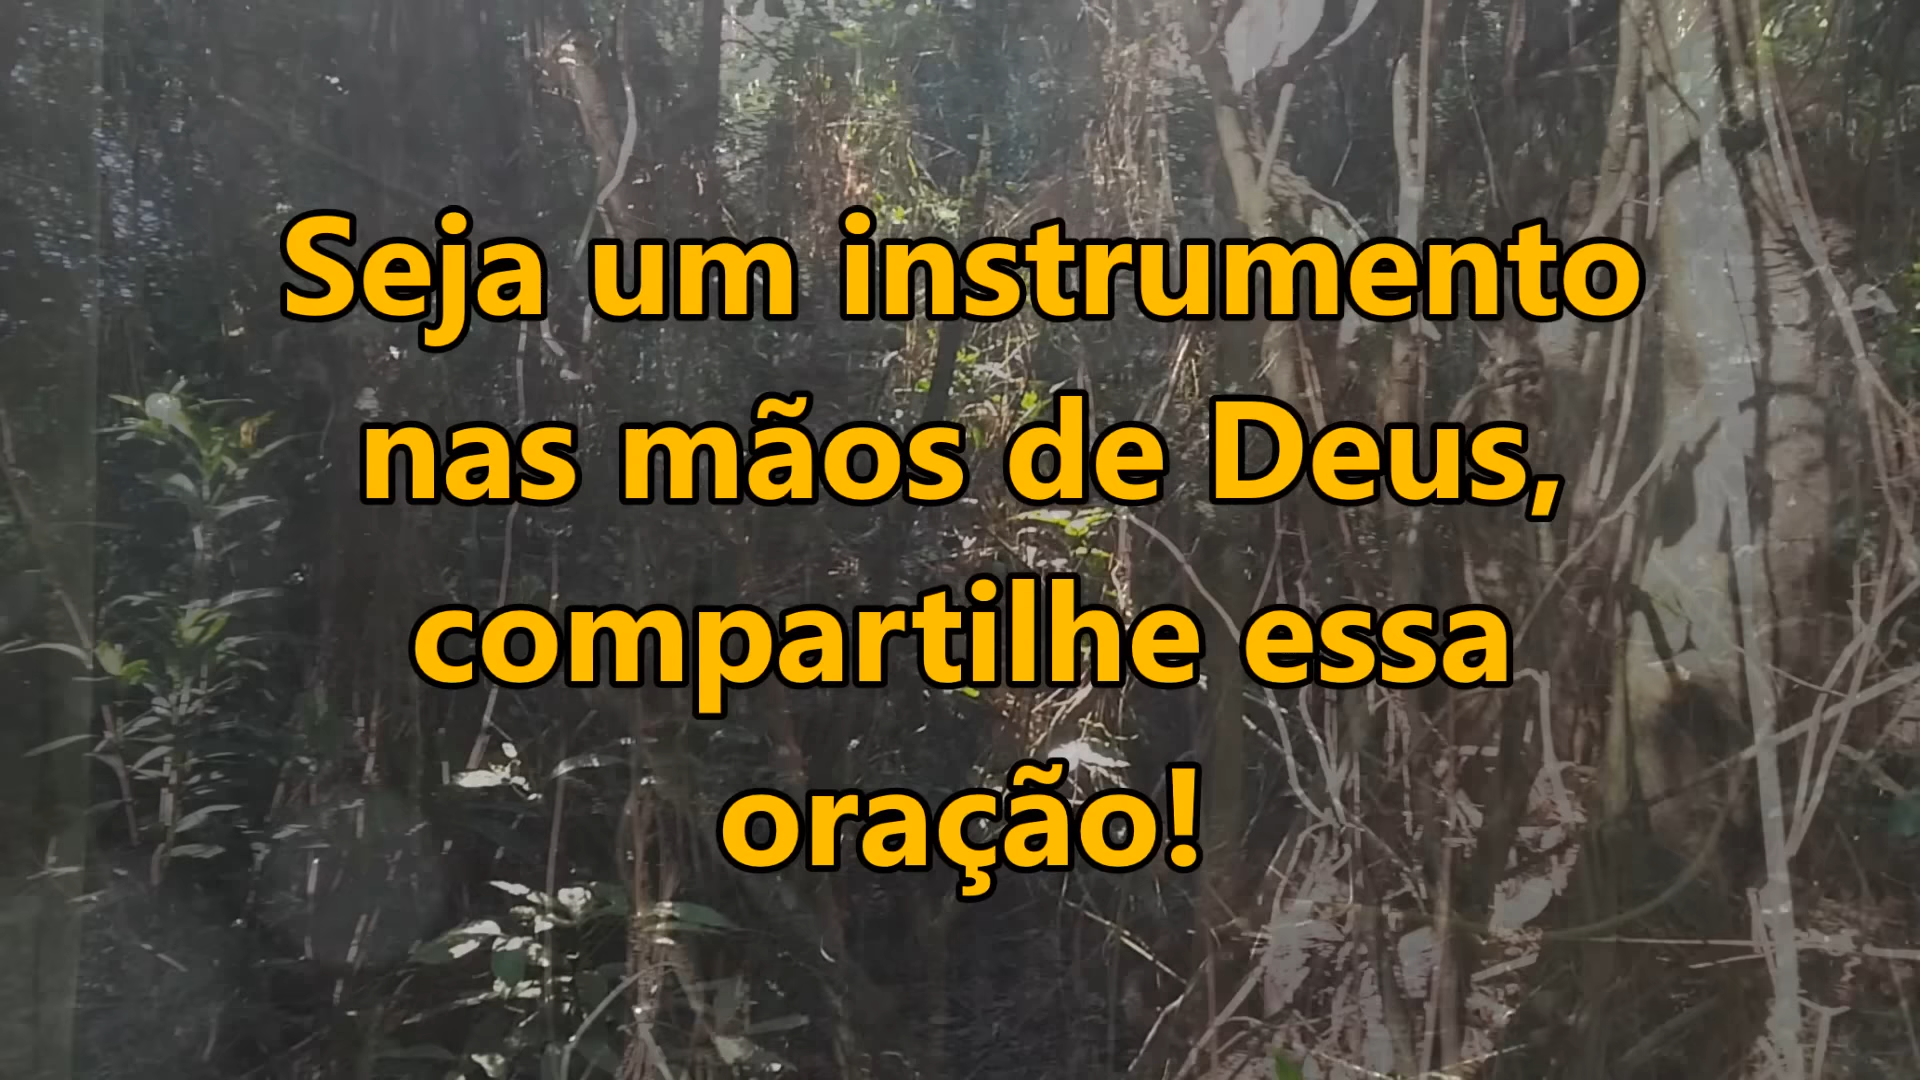 Seja um instrumento
nas mãos de Deus,
compartilhe essa
oração!